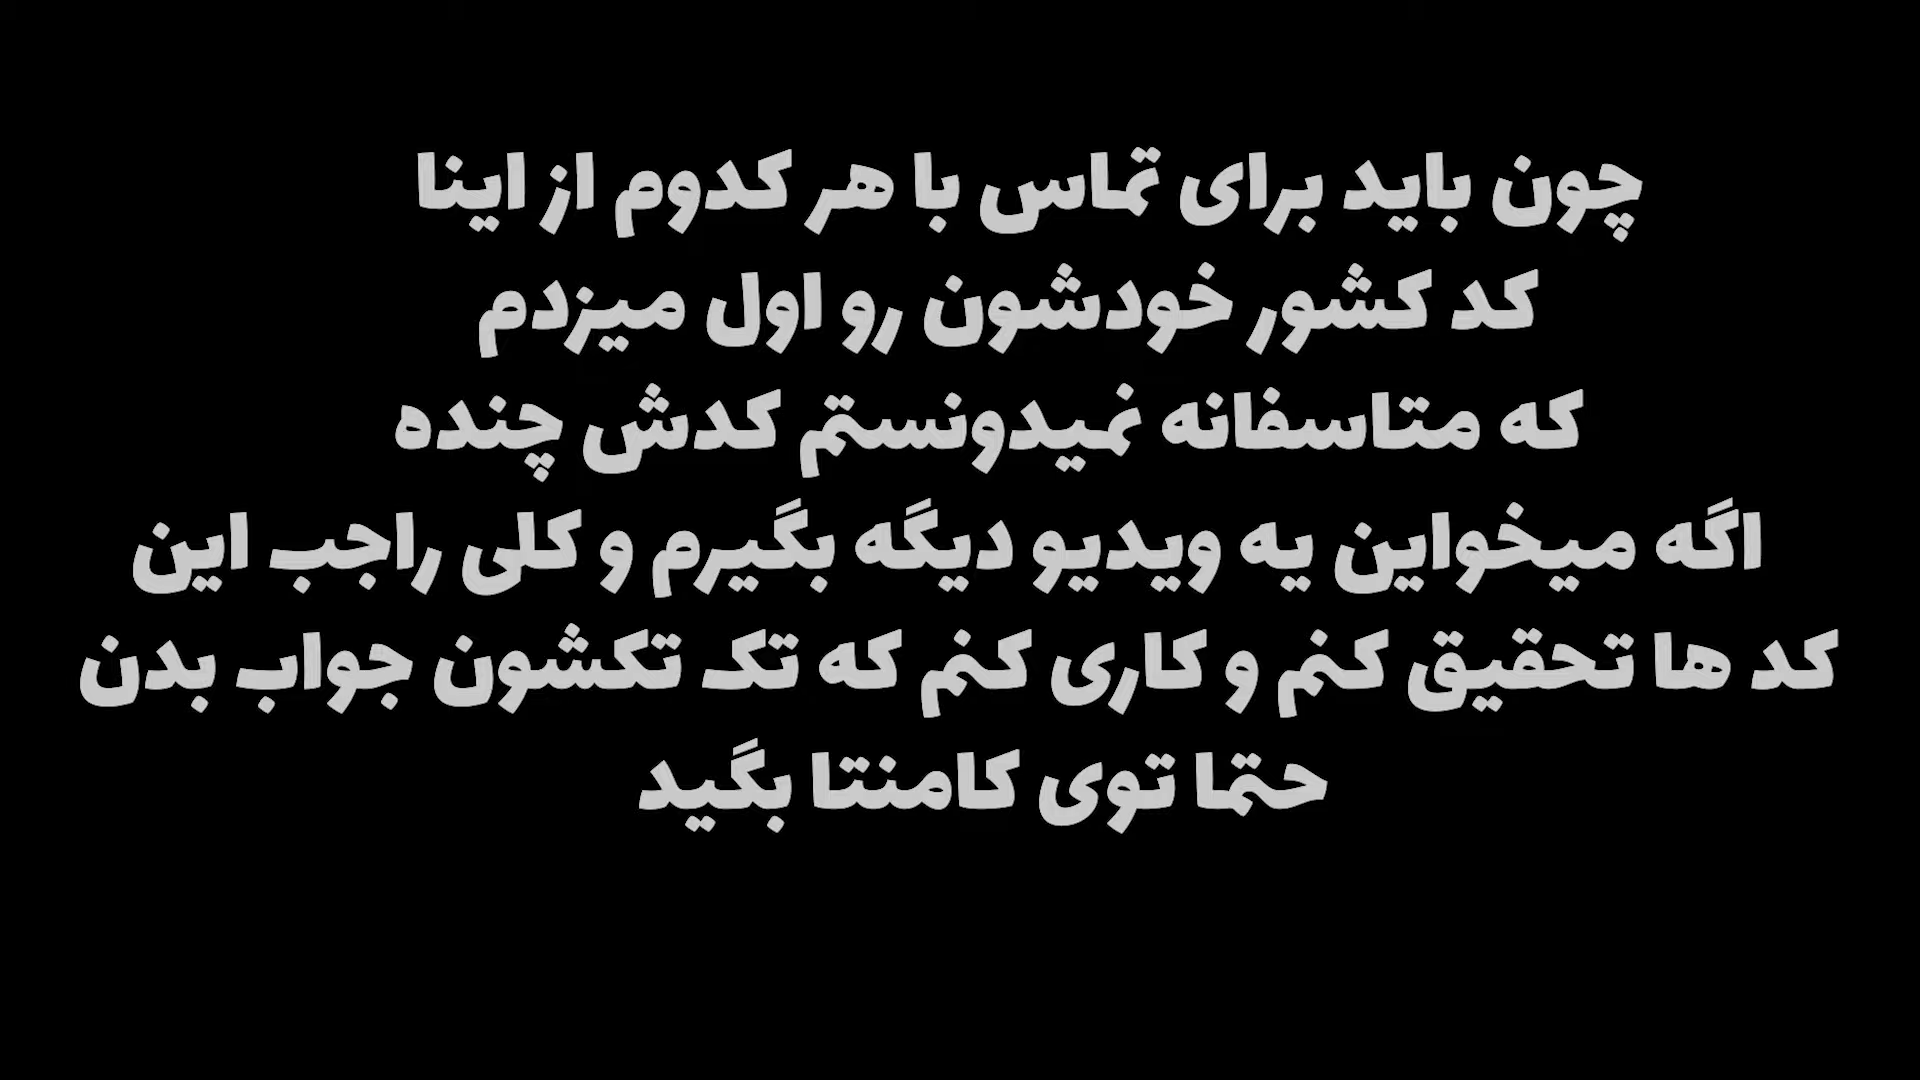 چون باید برای تماس با هر کدوم از اینا
کد کشور خودشون رو اول میزدم
که متاسفانه نمیدونستم کدش چنده
اگه میخواین یه ویدیو دیگه بگیرم و کلی راجب این
کد ها تحقیق کنم و کاری کنم که تک تکشون جواب بدن
حتما توی کامنتا بگید